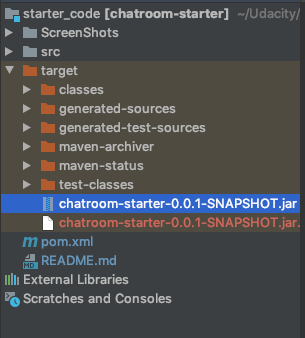 starter_code [chatroom-starter] ~/Udacity/
ScreenShots
src
target
classes
generated-sources
generated-test-sources
maven-archiver
maven-status
test-classes
chatroom-starter-0.0.1-SNAPSHOT.jar
chatroom-starter-0.0.1-SNAPSHOT.jar
m pom.xml
MD README.md
External Libraries
Scratches and Consoles